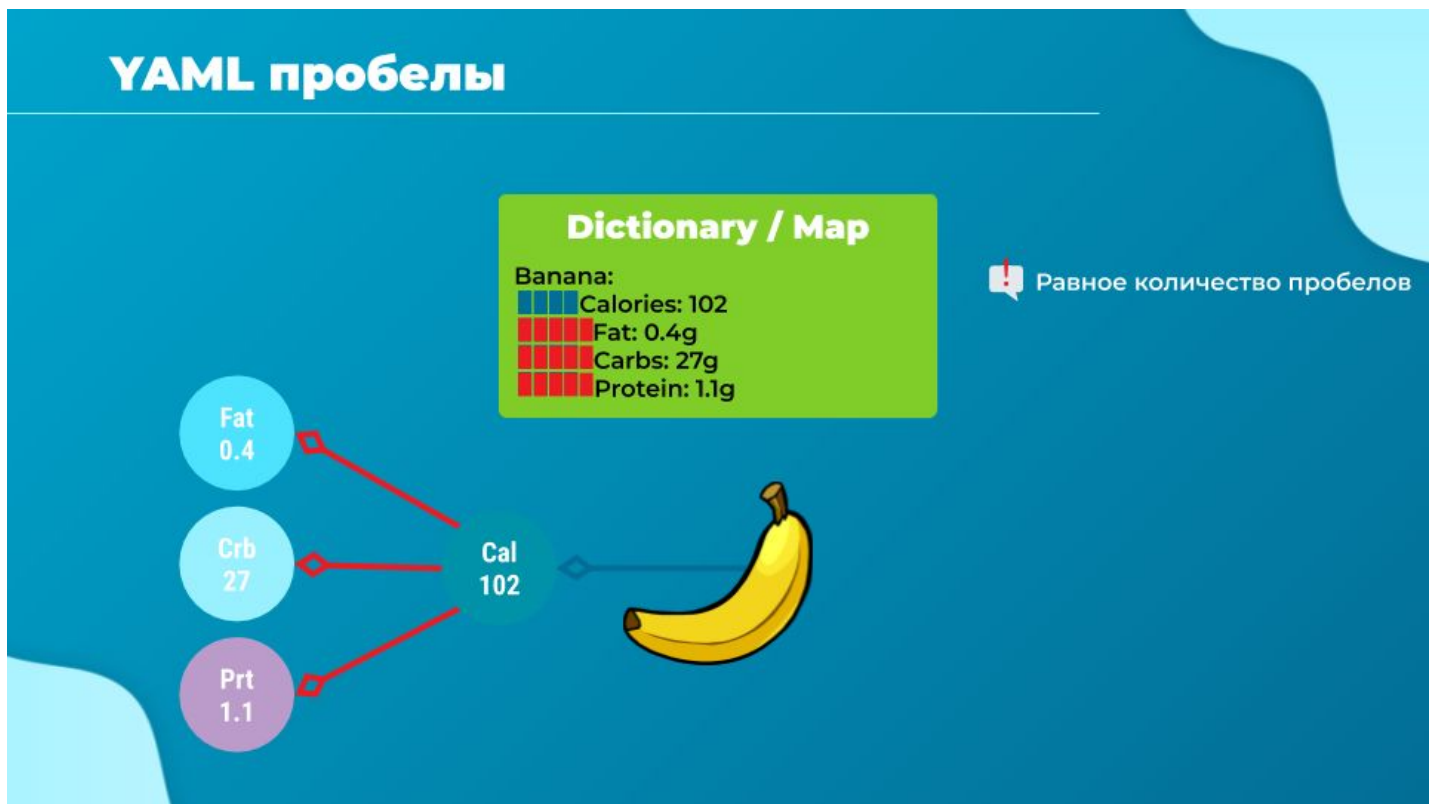 YAML пробелы
Dictionary / Map
Banana:
Calories: 102
Fat: 0.4g
Carbs: 27g
Protein: 1.1g
! Равное количество пробелов
Fat
0.4
Crb
27
Prt
1.1
Cal
102